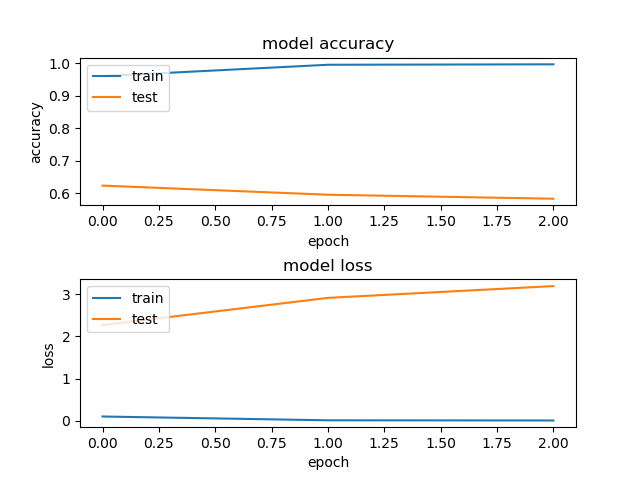 model accuracy
1.0
0.9
0.8
0.7
0.6
accuracy
train
test
0.00 0.25 0.50 0.75 1.00 1.25 1.50 1.75 2.00
epoch
model loss
3
2
1
0
loss
train
test
0.00 0.25 0.50 0.75 1.00 1.25 1.50 1.75 2.00
epoch